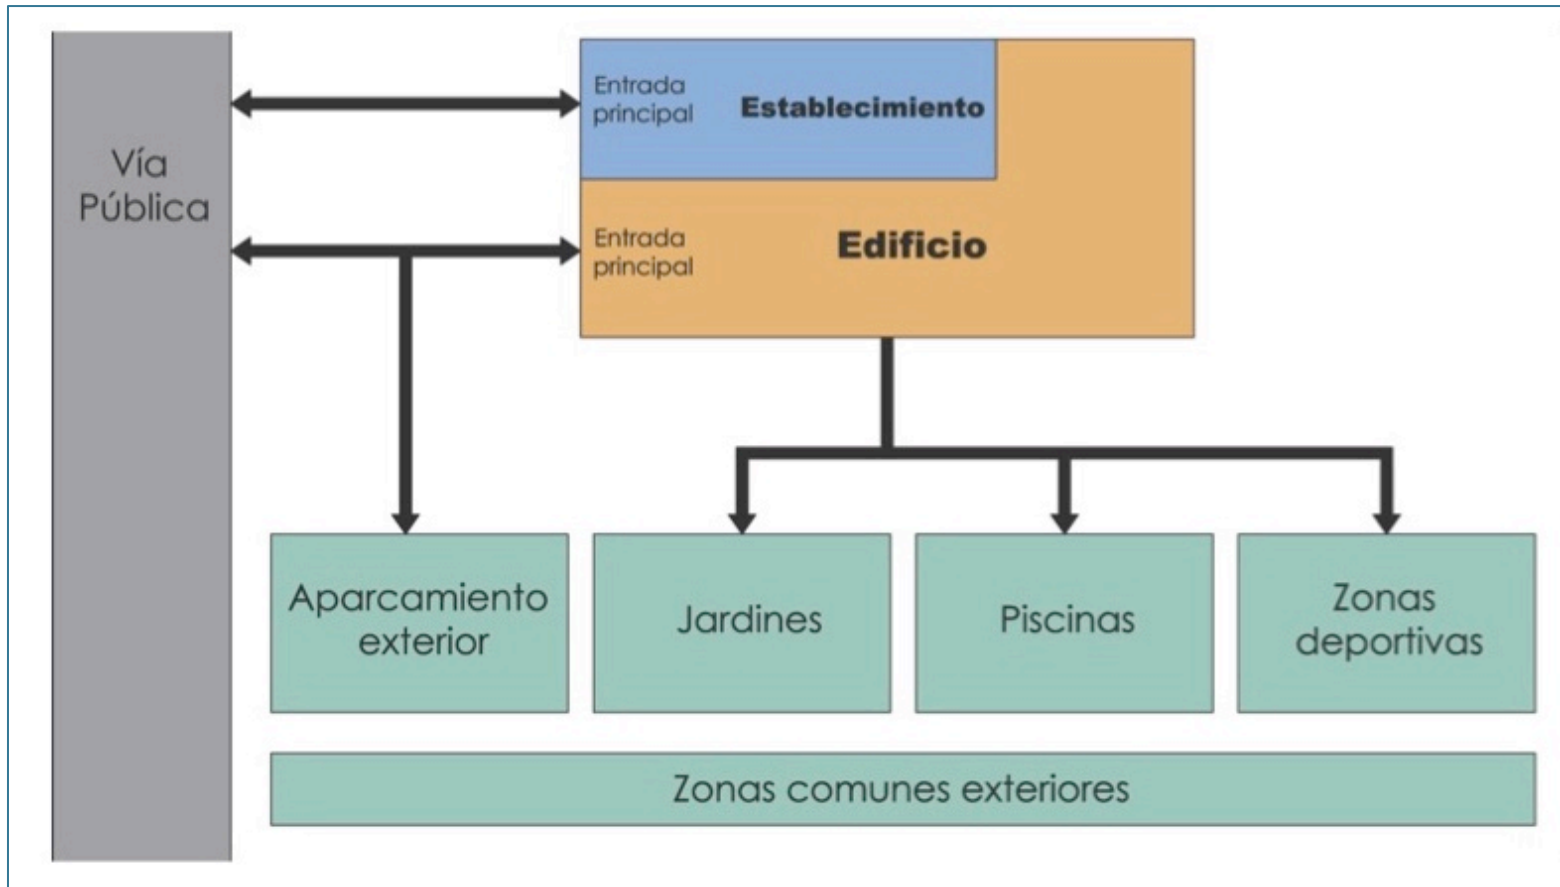 Vía
Pública
Entrada
principal
Establecimiento
Entrada
principal
Edificio
Aparcamiento
exterior
Jardines
Piscinas
Zonas
deportivas
Zonas comunes exteriores